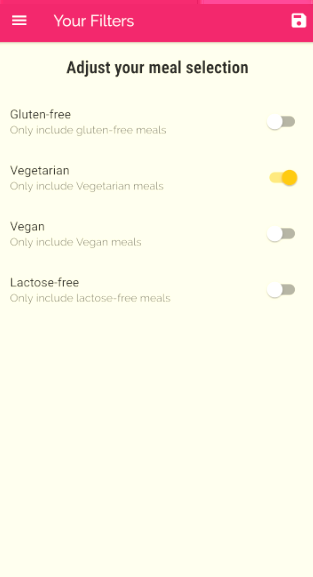 Your Filters
Adjust your meal selection
Gluten-free
Only include gluten-free meals
Vegetarian
Only include Vegetarian meals
Vegan
Only include Vegan meals
Lactose-free
Only include lactose-free meals